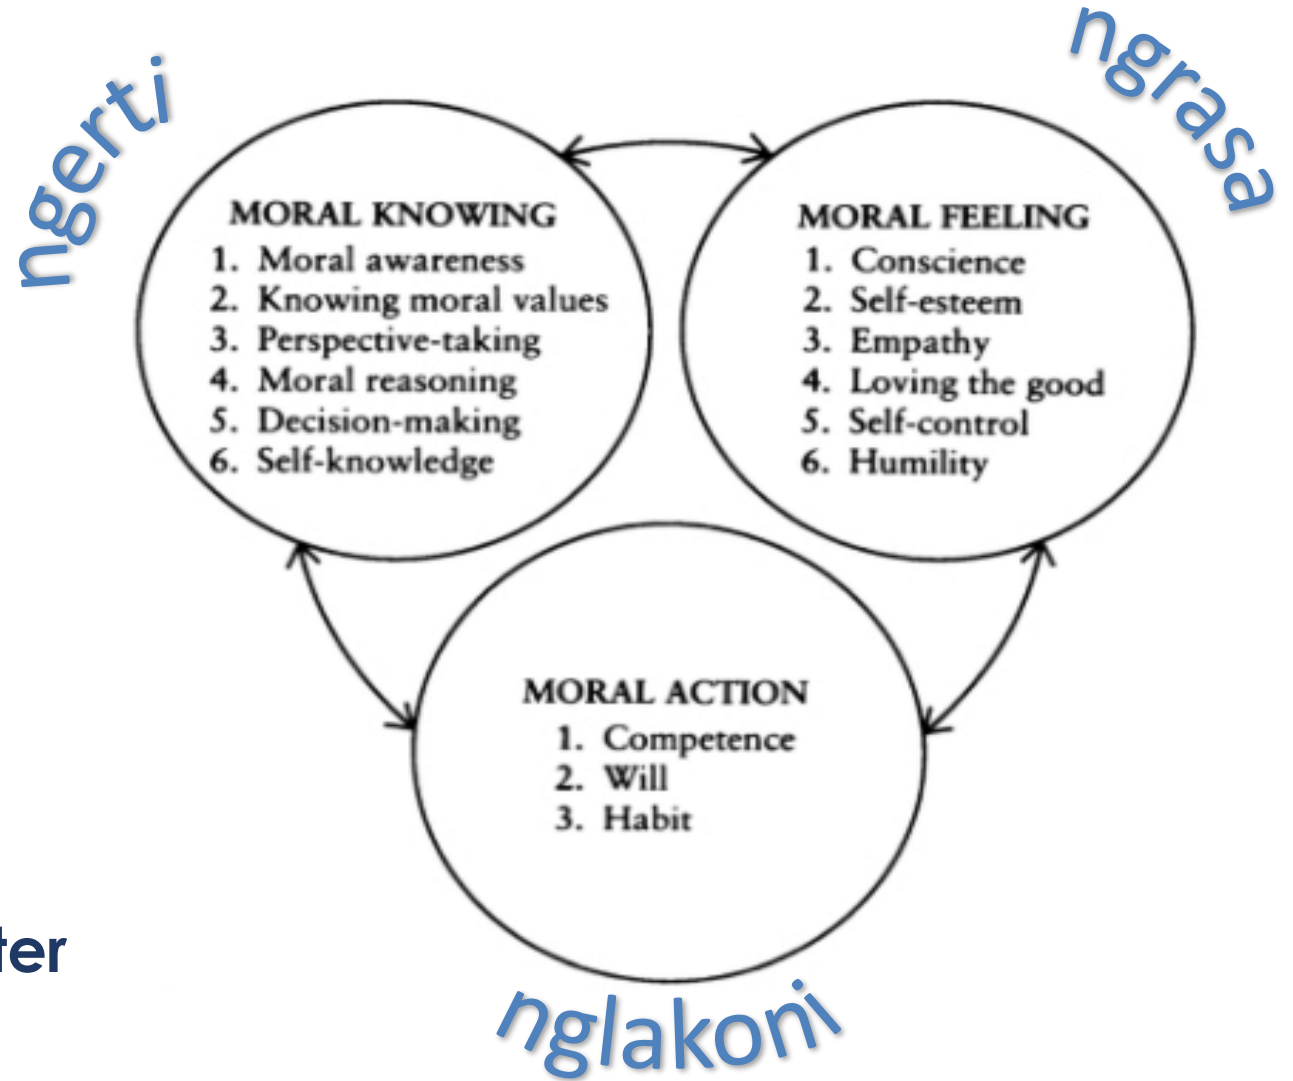 ngerti
ngrasa
MORAL KNOWING
1. Moral awareness
2. Knowing moral values
3. Perspective-taking
4. Moral reasoning
5. Decision-making
6. Self-knowledge
MORAL FEELING
1. Conscience
2. Self-esteem
3. Empathy
4. Loving the good
5. Self-control
6. Humility
MORAL ACTION
1. Competence
2. Will
3. Habit
ter
nglakoni